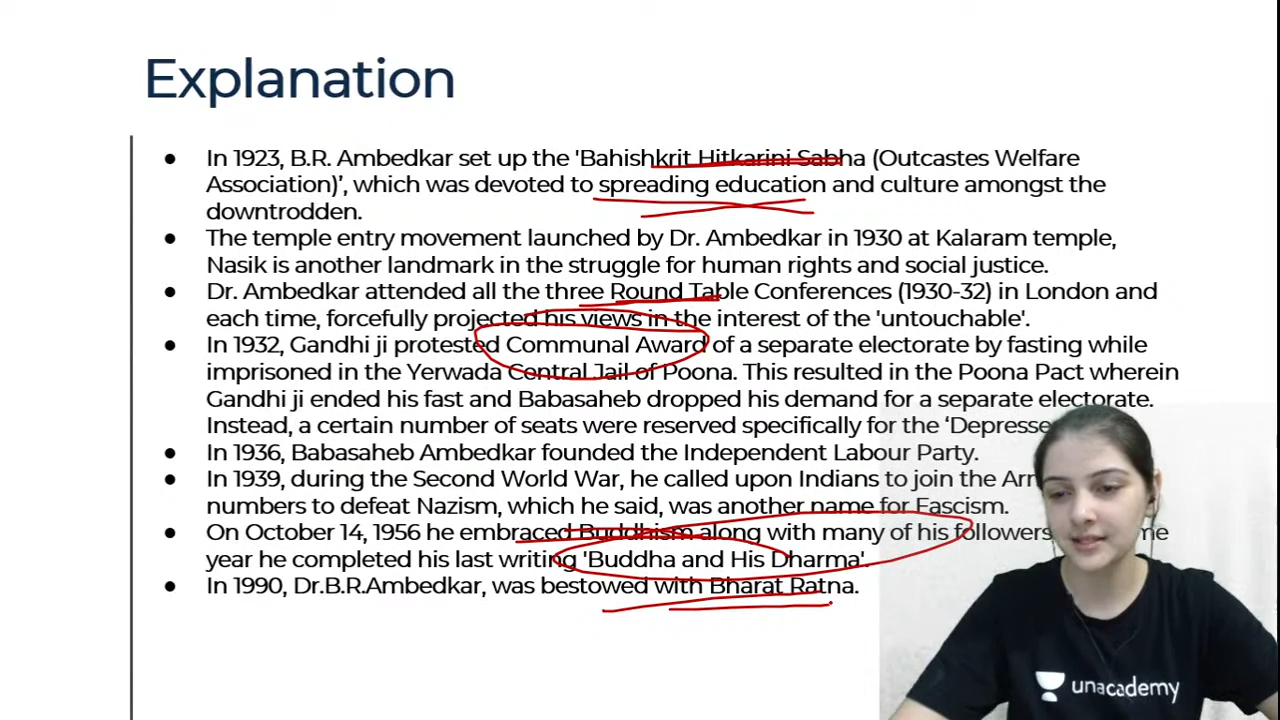 Explanation
● In 1923, B.R. Ambedkar set up the 'Bahishkrit Hitkarini Sabha (Outcastes Welfare
Association)’, which was devoted to spreading education and culture amongst the
downtrodden.
● The temple entry movement launched by Dr. Ambedkar in 1930 at Kalaram temple,
Nasik is another landmark in the struggle for human rights and social justice.
● Dr. Ambedkar attended all the three Round Table Conferences (1930-32) in London and
each time, forcefully projected his views in the interest of the 'untouchable'.
● In 1932, Gandhi ji protested Communal Award of a separate electorate by fasting while
imprisoned in the Yerwada Central Jail of Poona. This resulted in the Poona Pact wherein
Gandhi ji ended his fast and Babasaheb dropped his demand for a separate electorate.
Instead, a certain number of seats were reserved specifically for the
● In 1936, Babasaheb Ambedkar founded the Independent Labour Party.
● In 1939, during the Second World War, he called upon Indians to join the
numbers to defeat Nazism, which he said, was another name for Fascism.
● On October 14, 1956 he embraced Buddhism along with many of his followers
year he completed his last writing 'Buddha and His Dharma'.
● In 1990, Dr.B.R.Ambedkar, was bestowed with Bharat Ratna.
unacademy